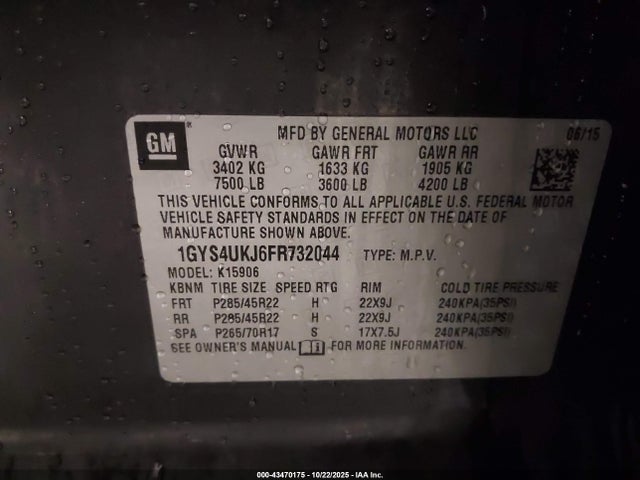 GM
MFD BY GENERAL MOTORS LLC 06/15
GVWR GAWR FRT GAWR RR
3402 KG 1633 KG 1905 KG
7500 LB 3600 LB 4200 LB
THIS VEHICLE CONFORMS TO ALL APPLICABLE U.S. FEDERAL MOTOR
VEHICLE SAFETY STANDARDS IN EFFECT ON THE DATE OF
MANUFACTURE SHOWN ABOVE.
1GYS4UKJ6FR732044 TYPE: M.P.V.
MODEL: K15906
KBNM TIRE SIZE SPEED RTG RIM COLD TIRE PRESSURE
FRT P285/45R22 H 22X9J 240KPA(35PSI)
RR P285/45R22 H 22X9J 240KPA(35PSI)
SPA P265/70R17 S 17X7.5J 240KPA(35PSI)
SEE OWNER'S MANUAL FOR MORE INFORMATION.
000-43470175 - 10/22/2025 - IAA Inc.